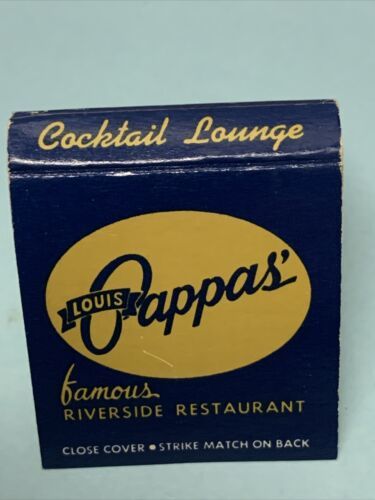 Cocktail Lounge
LOUIS
Pappas'
famous
RIVERSIDE RESTAURANT
CLOSE COVER • STRIKE MATCH ON BACK